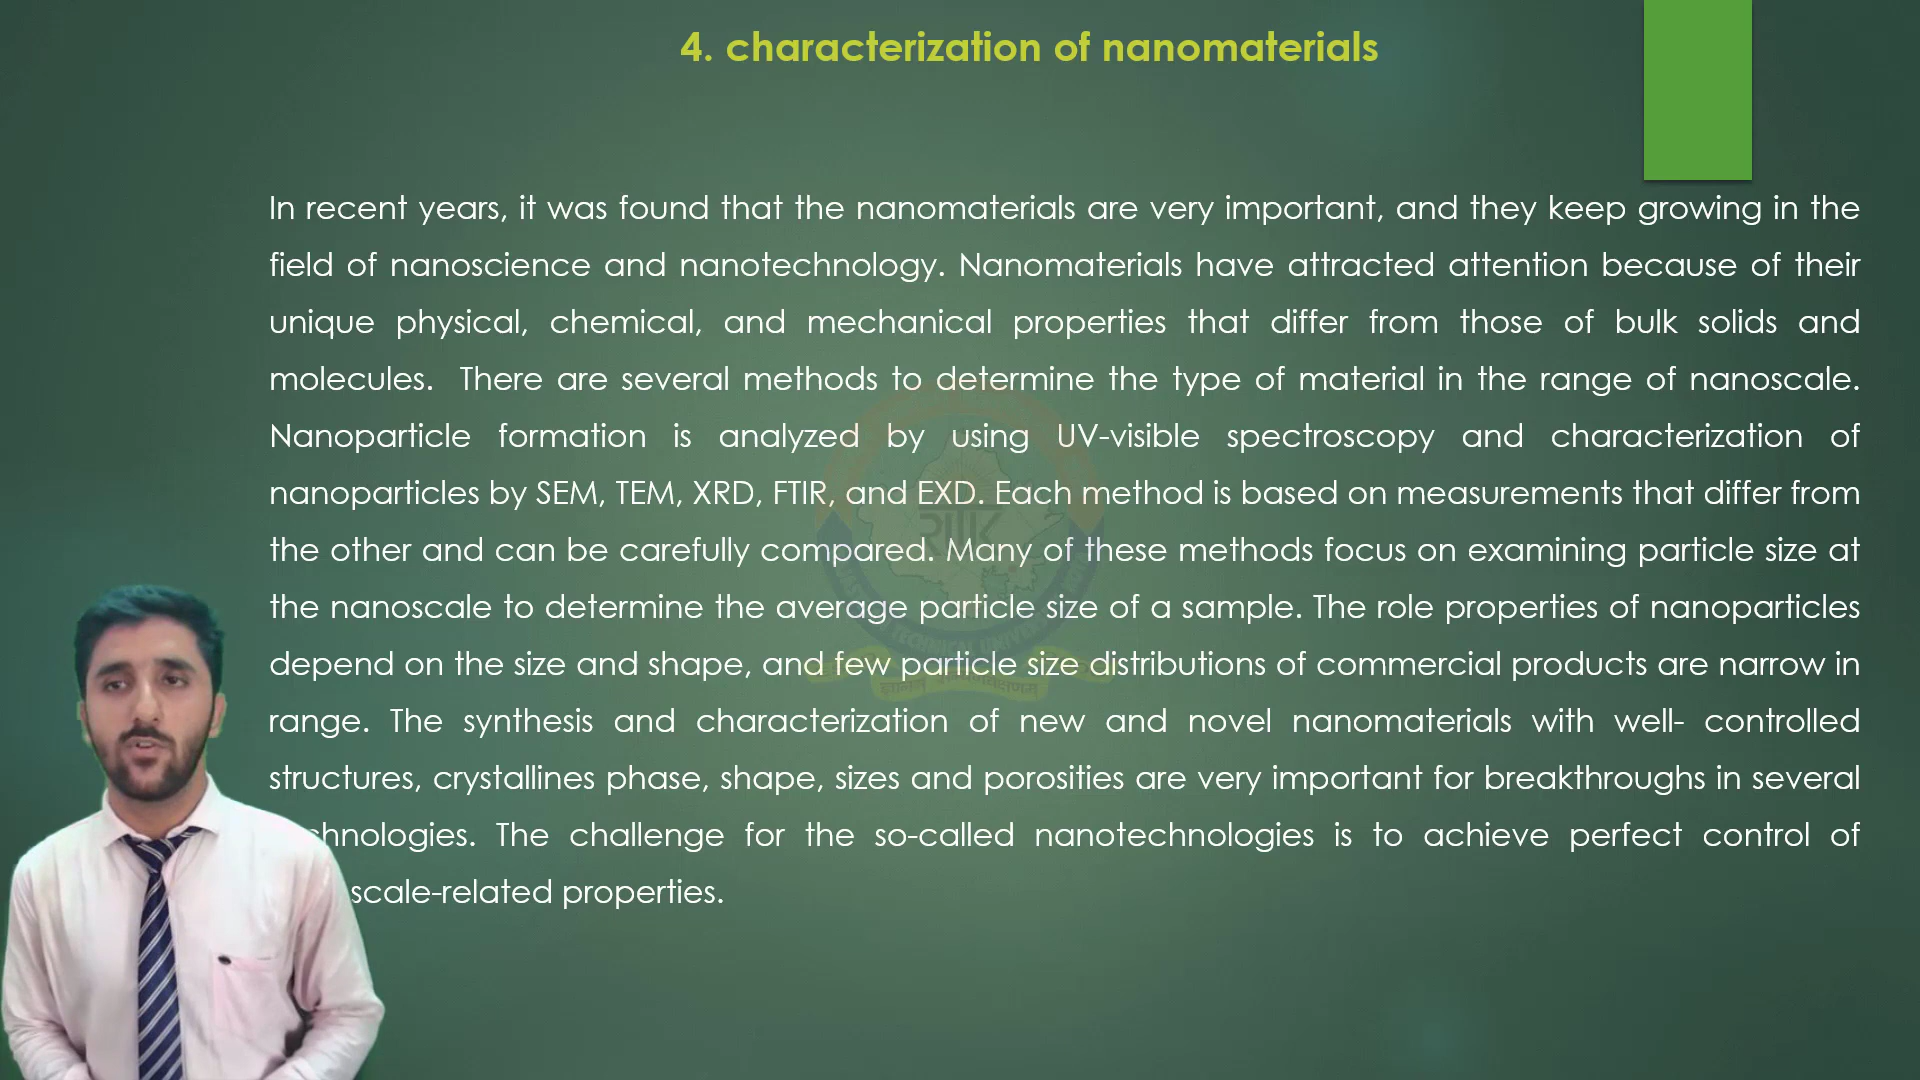 4. characterization of nanomaterials
In recent years, it was found that the nanomaterials are very important, and they keep growing in the
field of nanoscience and nanotechnology. Nanomaterials have attracted attention because of their
unique physical, chemical, and mechanical properties that differ from those of bulk solids and
molecules. There are several methods to determine the type of material in the range of nanoscale.
Nanoparticle formation is analyzed by using UV-visible spectroscopy and characterization of
nanoparticles by SEM, TEM, XRD, FTIR, and EXD. Each method is based on measurements that differ from
the other and can be carefully compared. Many of these methods focus on examining particle size at
the nanoscale to determine the average particle size of a sample. The role properties of nanoparticles
depend on the size and shape, and few particle size distributions of commercial products are narrow in
range. The synthesis and characterization of new and novel nanomaterials with well- controlled
structures, crystallines phase, shape, sizes and porosities are very important for breakthroughs in several
hnologies. The challenge for the so-called nanotechnologies is to achieve perfect control of
scale-related properties.